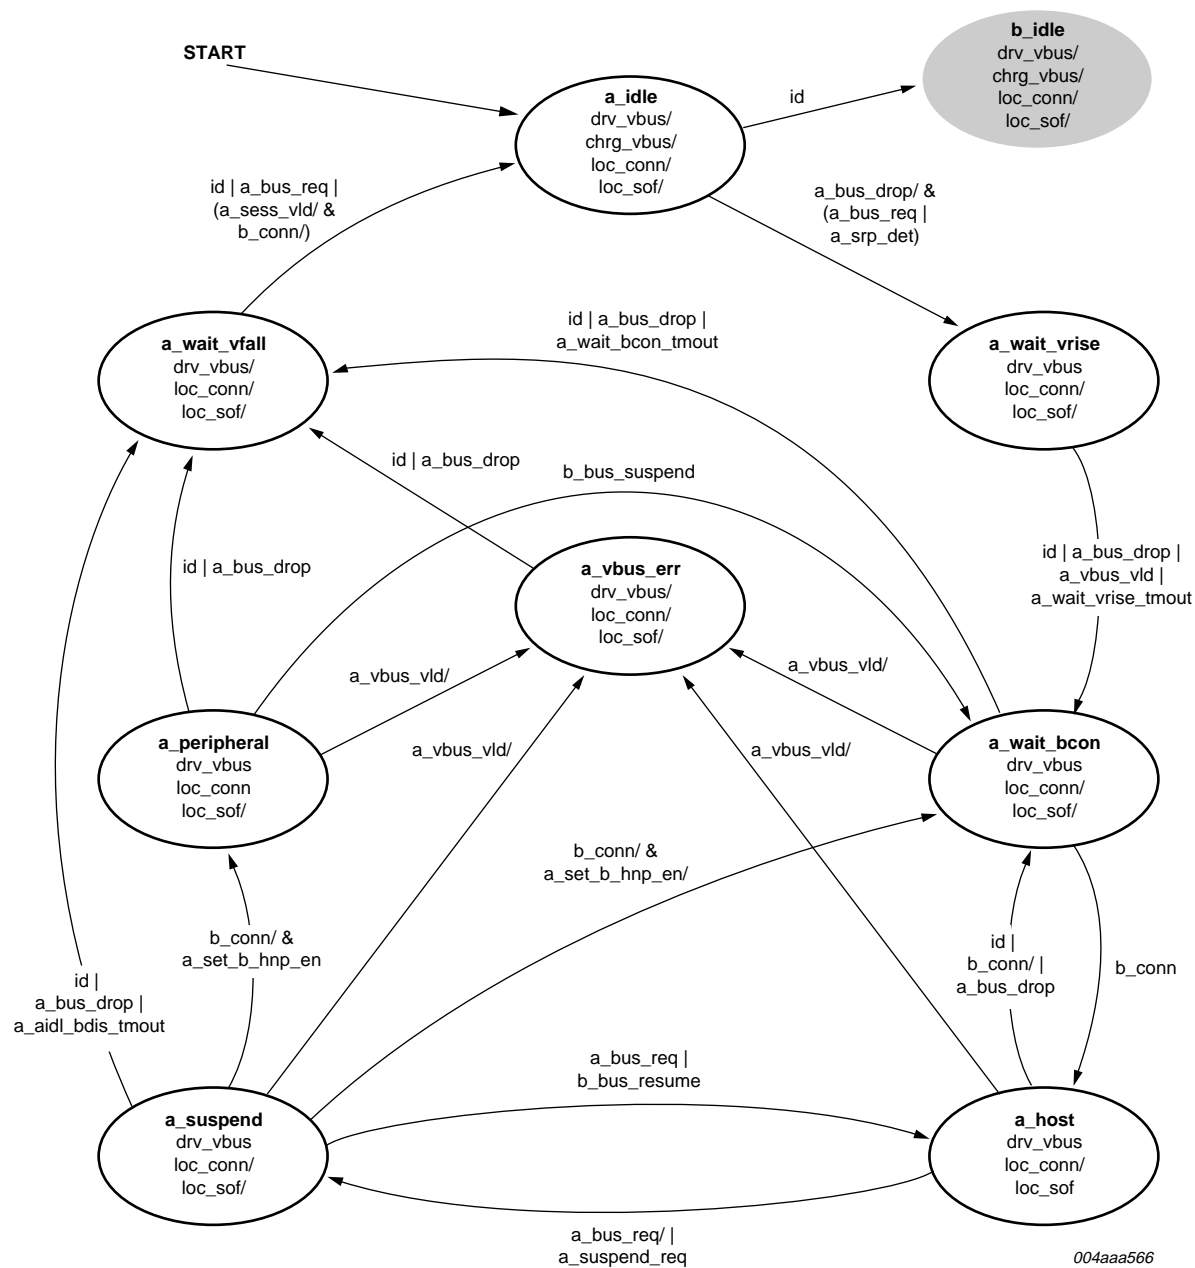 START
b_idle
drv_vbus/
chrg_vbus/
loc_conn/
loc_sof/
a_idle
drv_vbus/
chrg_vbus/
loc_conn/
loc_sof/
id
id | a_bus_req |
(a_sess_vld/ &
b_conn/)
a_bus_drop/ &
(a_bus_req |
a_srp_det)
a_wait_vfall
drv_vbus/
loc_conn/
loc_sof/
id | a_bus_drop |
a_wait_bcon_tmout
a_wait_vrise
drv_vbus
loc_conn/
loc_sof/
id | a_bus_drop
b_bus_suspend
id | a_bus_drop
a_vbus_err
drv_vbus/
loc_conn/
loc_sof/
id | a_bus_drop |
a_vbus_vld |
a_wait_vrise_tmout
a_vbus_vld/
a_vbus_vld/
a_peripheral
drv_vbus
loc_conn
loc_sof/
a_vbus_vld/
a_vbus_vld/
a_wait_bcon
drv_vbus
loc_conn/
loc_sof/
b_conn/ &
a_set_b_hnp_en/
b_conn/ &
a_set_b_hnp_en
id |
b_conn/ |
a_bus_drop
b_conn
id |
a_bus_drop |
a_aidl_bdis_tmout
a_bus_req |
b_bus_resume
a_suspend
drv_vbus
loc_conn/
loc_sof/
a_host
drv_vbus
loc_conn/
loc_sof
a_bus_req/ |
a_suspend_req
004aaa566